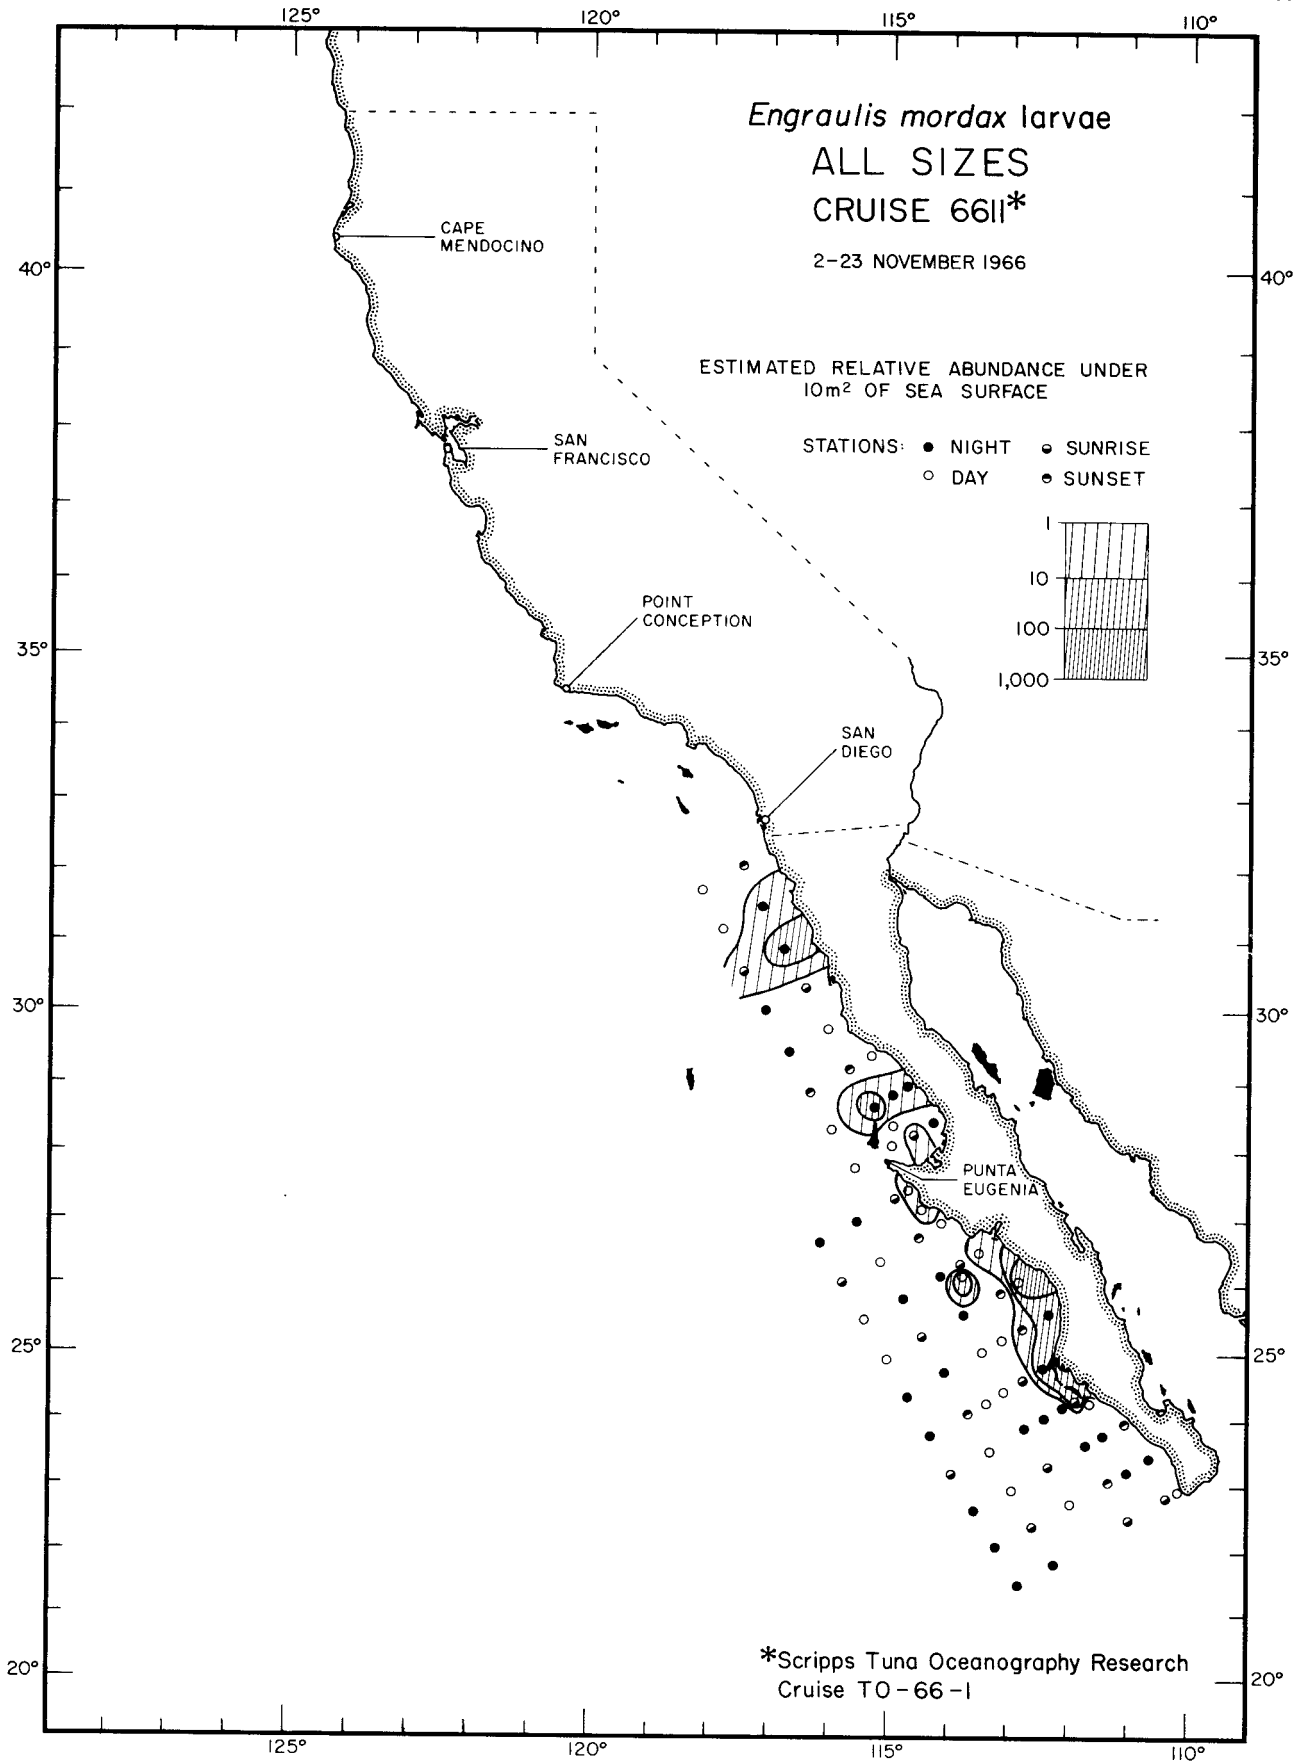 125°
120°
115°
110°
Engraulis mordax larvae
ALL SIZES
CRUISE 6611*
2-23 NOVEMBER 1966
CAPE
MENDOCINO
40°
40°
ESTIMATED RELATIVE ABUNDANCE UNDER
10m² OF SEA SURFACE
STATIONS: ● NIGHT ◒ SUNRISE
○ DAY ◓ SUNSET
SAN
FRANCISCO
1
10
100
1,000
POINT
CONCEPTION
35°
35°
SAN
DIEGO
30°
30°
PUNTA
EUGENIA
25°
25°
20°
20°
*Scripps Tuna Oceanography Research
Cruise TO-66-1
125°
120°
115°
110°